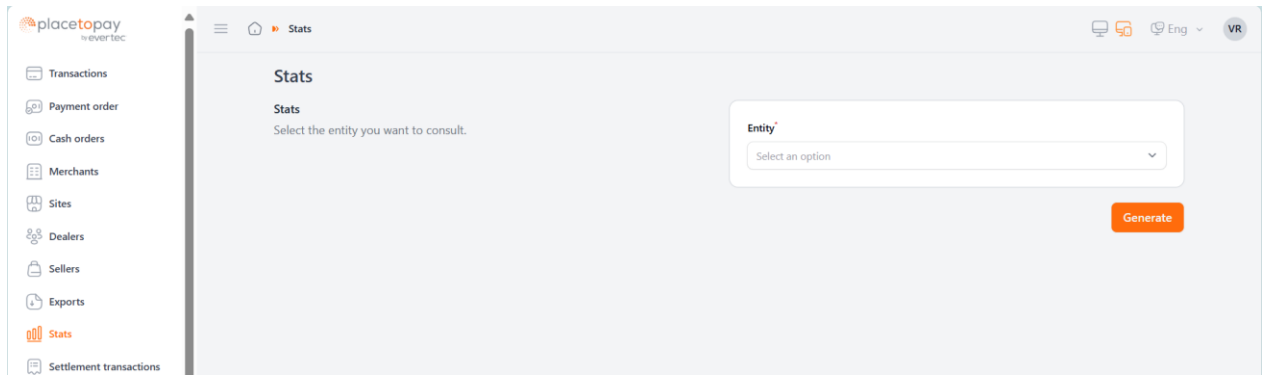 placetopay
by evertec
Stats
Eng
VR
Transactions
Payment order
Cash orders
Merchants
Sites
Dealers
Sellers
Exports
Stats
Settlement transactions
Stats
Stats
Select the entity you want to consult.
Entity*
Select an option
Generate